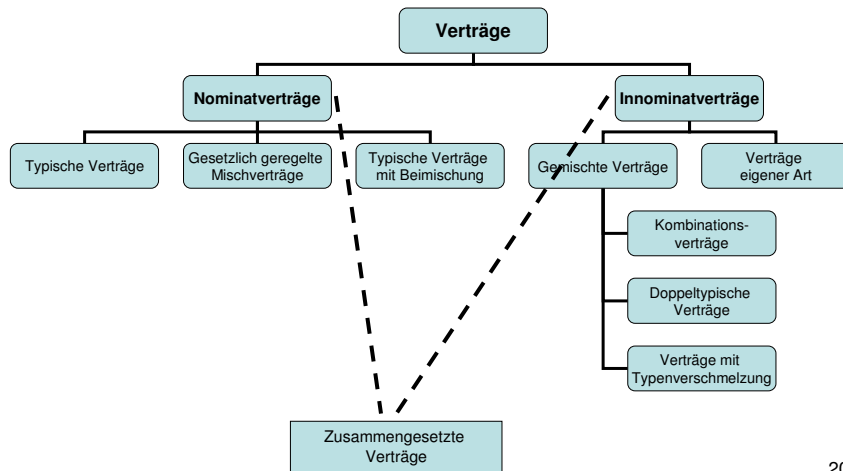 Verträge
Nominatverträge
Innominatverträge
Typische Verträge
Gesetzlich geregelte
Mischverträge
Typische Verträge
mit Beimischung
Gemischte Verträge
Verträge
eigener Art
Kombinations-
verträge
Doppeltypische
Verträge
Verträge mit
Typenverschmelzung
Zusammengesetzte
Verträge
20